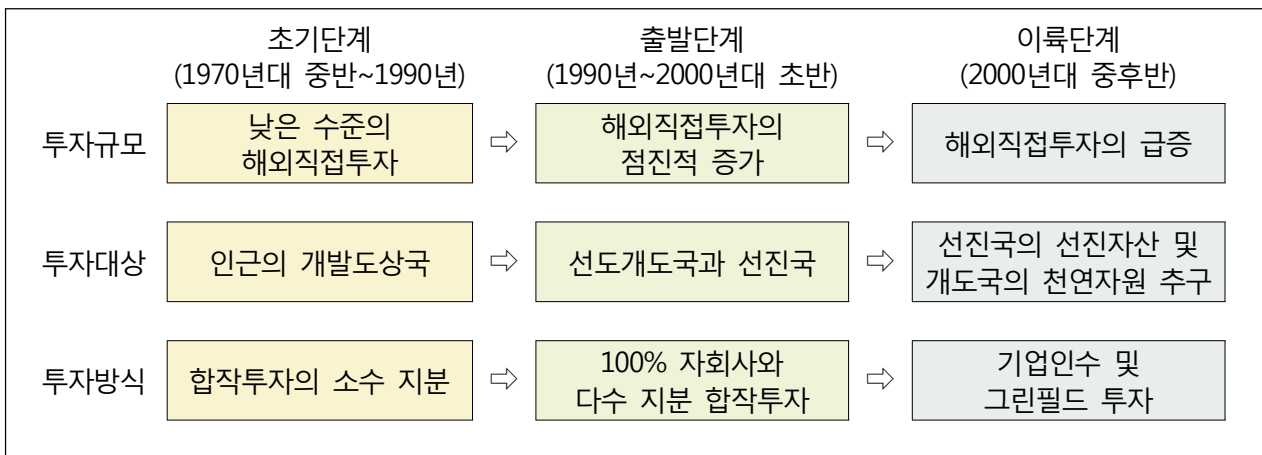 초기단계
(1970년대 중반~1990년)
출발단계
(1990년~2000년대 초반)
이륙단계
(2000년대 중후반)
투자규모
낮은 수준의
해외직접투자
⇨
해외직접투자의
점진적 증가
⇨
해외직접투자의 급증
투자대상
인근의 개발도상국
⇨
선도개도국과 선진국
⇨
선진국의 선진자산 및
개도국의 천연자원 추구
투자방식
합작투자의 소수 지분
⇨
100% 자회사와
다수 지분 합작투자
⇨
기업인수 및
그린필드 투자